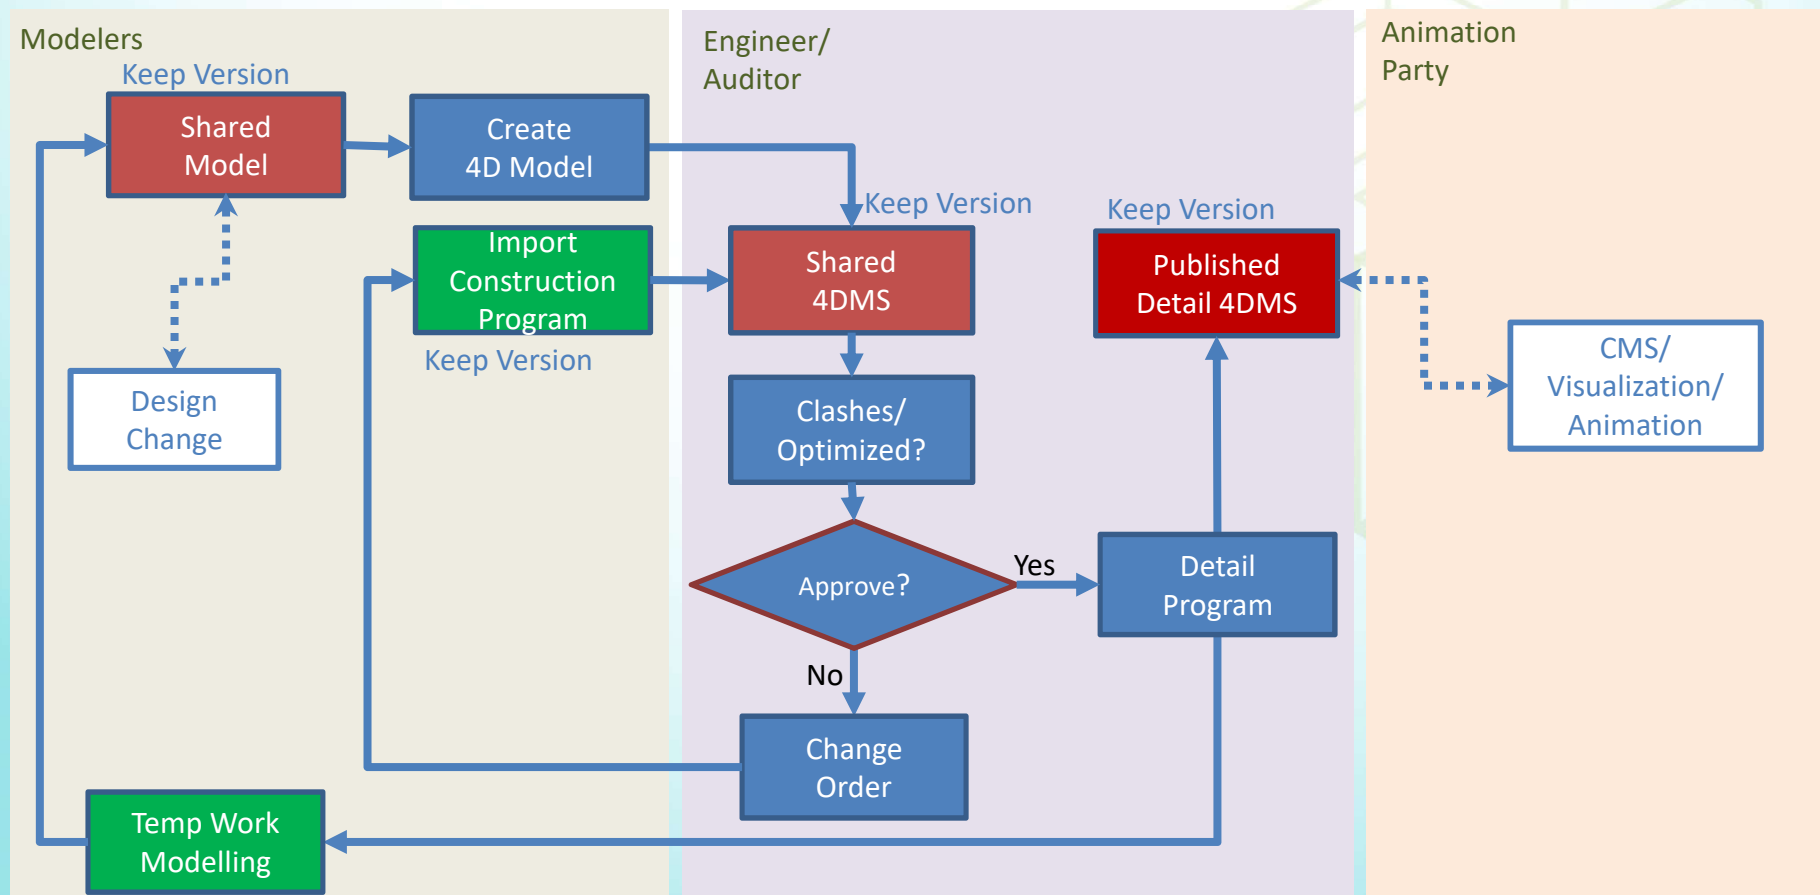 Modelers
Keep Version
Shared
Model
Create
4D Model
Import
Construction
Program
Keep Version
Design
Change
Temp Work
Modelling
Engineer/
Auditor
Keep Version
Shared
4DMS
Clashes/
Optimized?
Approve?
Yes
No
Change
Order
Keep Version
Published
Detail 4DMS
Detail
Program
Animation
Party
CMS/
Visualization/
Animation